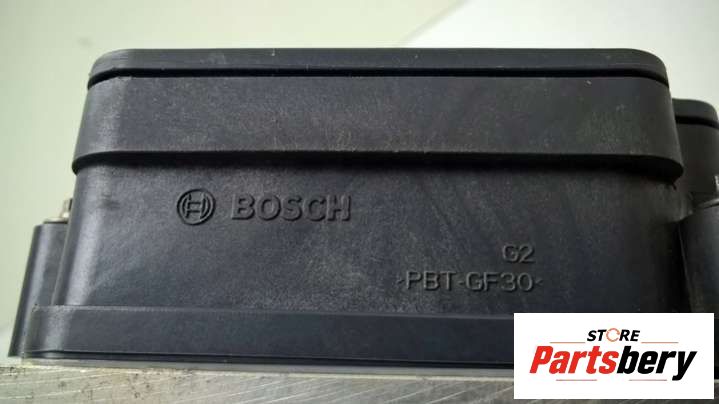 BOSCH
G2
>PBT-GF30<
STORE
Partsbery